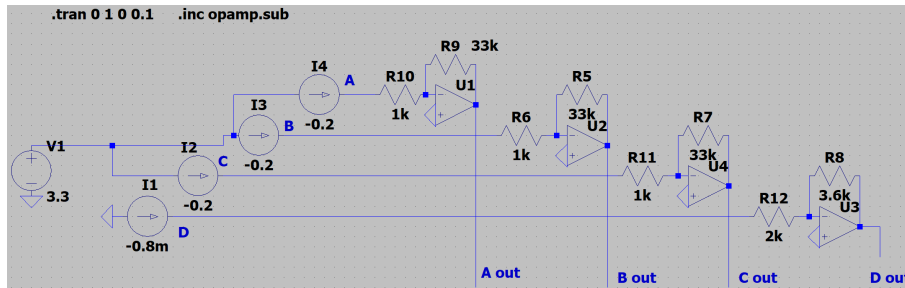 .tran 0 1 0 0.1 .inc opamp.sub
R9 33k
I4
A
R10
1k
U1
I3
B
-0.2
-0.2
R6
1k
R5
33k
U2
V1
3.3
I2
C
-0.2
R11
1k
R7
33k
U4
I1
D
-0.8m
R12
2k
R8
3.6k
U3
A out
B out
C out
D out